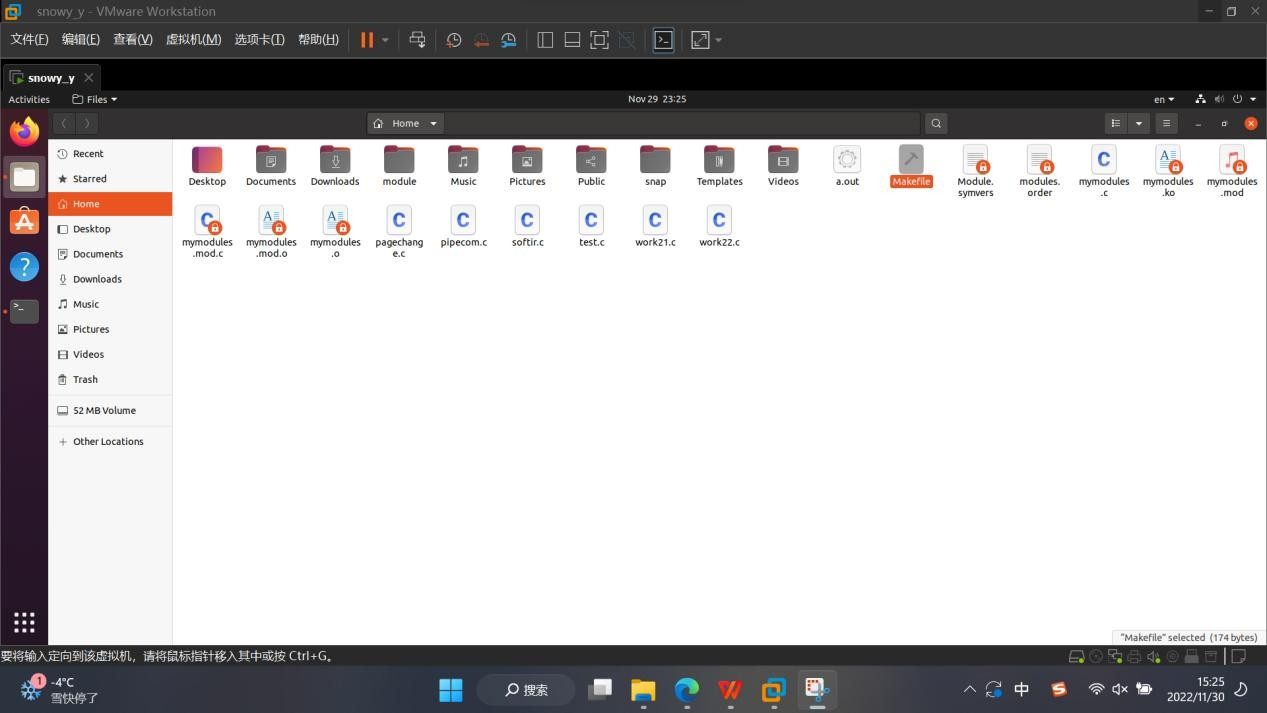 snowy_y - VMware Workstation
文件(F) 编辑(E) 查看(V) 虚拟机(M) 选项卡(T) 帮助(H)
snowy_y
Activities Files Nov 29 23:25 en
Home
Recent
Starred
Home
Desktop
Documents
Downloads
Music
Pictures
Videos
Trash
52 MB Volume
Other Locations
Desktop Documents Downloads module Music Pictures Public snap Templates Videos a.out Makefile Module.symvers modules.order mymodules.c mymodules.ko mymodules.mod
mymodules.mod.c mymodules.mod.o mymodules.o pagechange.c pipecom.c softir.c test.c work21.c work22.c
"Makefile" selected (174 bytes)
要将输入定向到该虚拟机，请将鼠标指针移入其中或按 Ctrl+G。
1
-4°C
雪快停了
搜索
中
15:25
2022/11/30